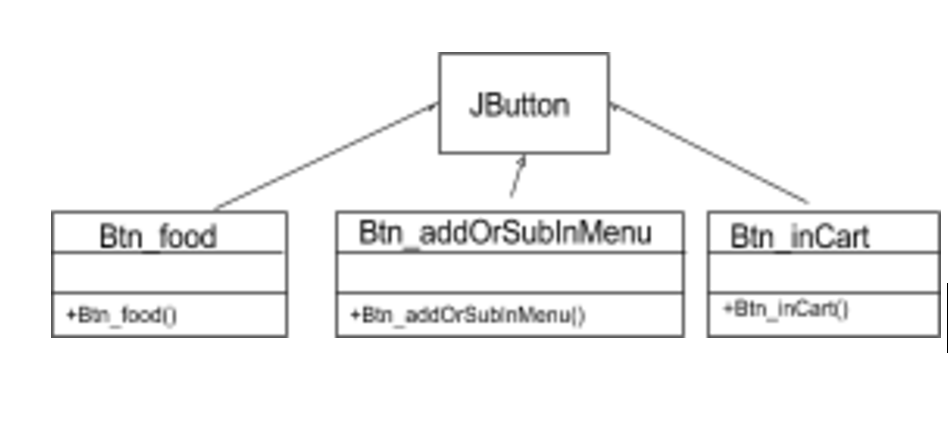 JButton
Btn_food
+Btn_food()
Btn_addOrSubInMenu
+Btn_addOrSubInMenu()
Btn_inCart
+Btn_inCart()